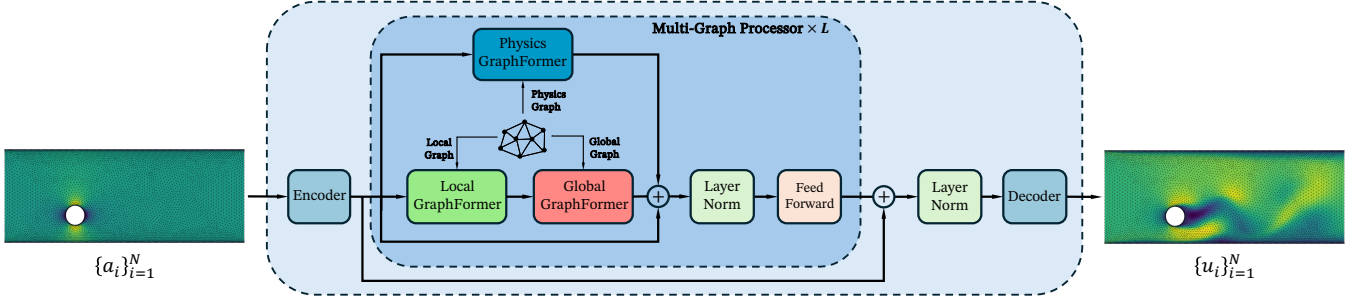 Multi-Graph Processor × L
Physics
GraphFormer
Physics
Graph
Local
Graph
Global
Graph
Encoder
Local
GraphFormer
Global
GraphFormer
+
Layer
Norm
Feed
Forward
+
Layer
Norm
Decoder
{a_i}_{i=1}^N
{u_i}_{i=1}^N